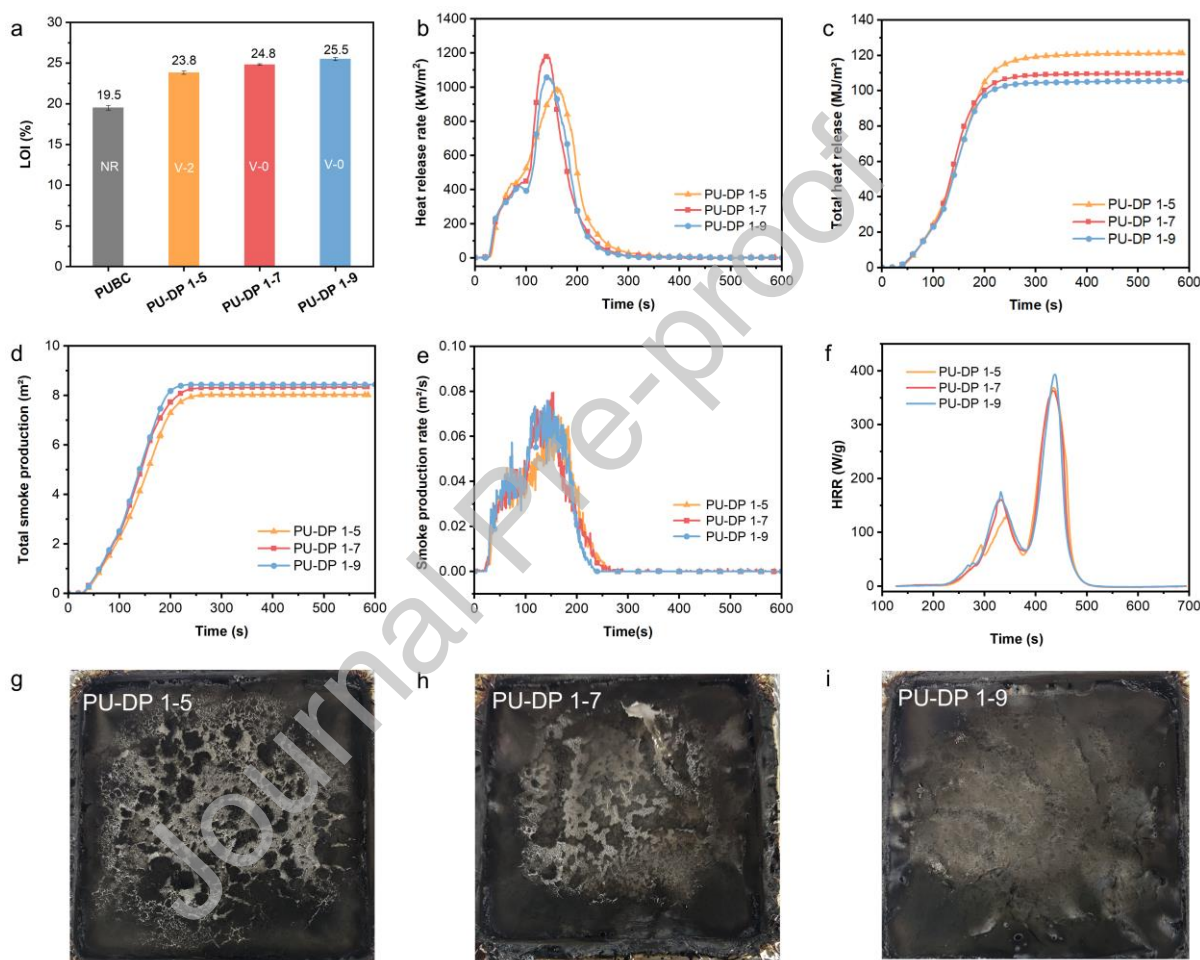 a
LOI (%)
30
25
20
15
10
5
0
19.5
23.8
24.8
25.5
NR
V-2
V-0
V-0
PUBC
PU-DP 1-5
PU-DP 1-7
PU-DP 1-9
b
Heat release rate (kW/m²)
1400
1200
1000
800
600
400
200
0
PU-DP 1-5
PU-DP 1-7
PU-DP 1-9
0 100 200 300 400 500 600
Time (s)
c
Total heat release (MJ/m²)
140
120
100
80
60
40
20
0
PU-DP 1-5
PU-DP 1-7
PU-DP 1-9
0 100 200 300 400 500 600
Time (s)
d
Total smoke production (m²)
10
8
6
4
2
0
PU-DP 1-5
PU-DP 1-7
PU-DP 1-9
0 100 200 300 400 500 600
Time (s)
e
Smoke production rate (m²/s)
0.10
0.08
0.06
0.04
0.02
0.00
PU-DP 1-5
PU-DP 1-7
PU-DP 1-9
0 100 200 300 400 500 600
Time(s)
f
HRR (W/g)
400
300
200
100
0
PU-DP 1-5
PU-DP 1-7
PU-DP 1-9
100 200 300 400 500 600 700
Time (s)
g
PU-DP 1-5
h
PU-DP 1-7
i
PU-DP 1-9
Journal Pre-proof